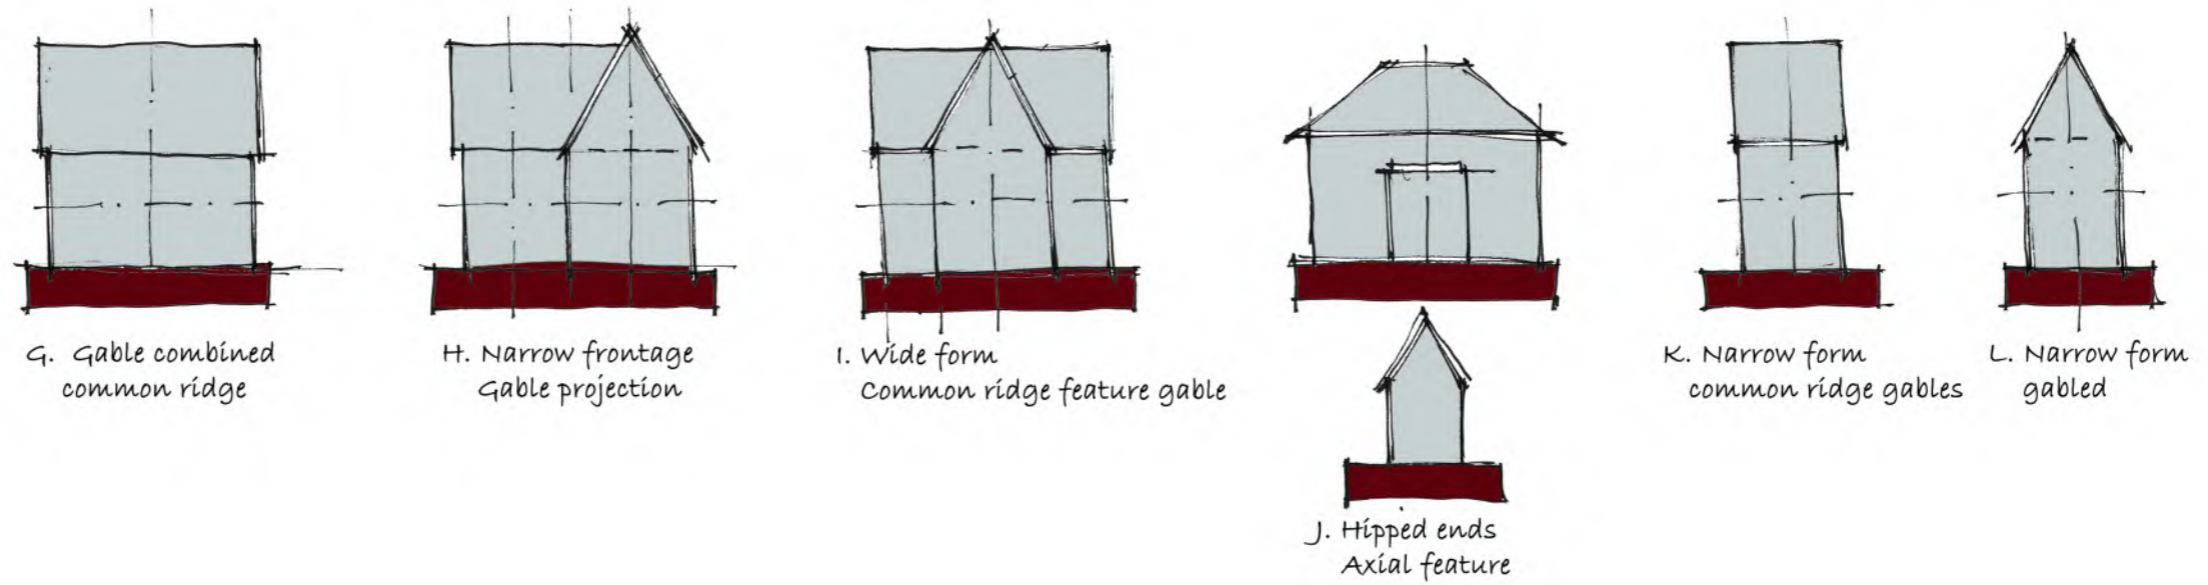 G. Gable combined
common ridge
H. Narrow frontage
Gable projection
I. Wide form
Common ridge feature gable
J. Hipped ends
Axial feature
K. Narrow form
common ridge gables
L. Narrow form
gabled